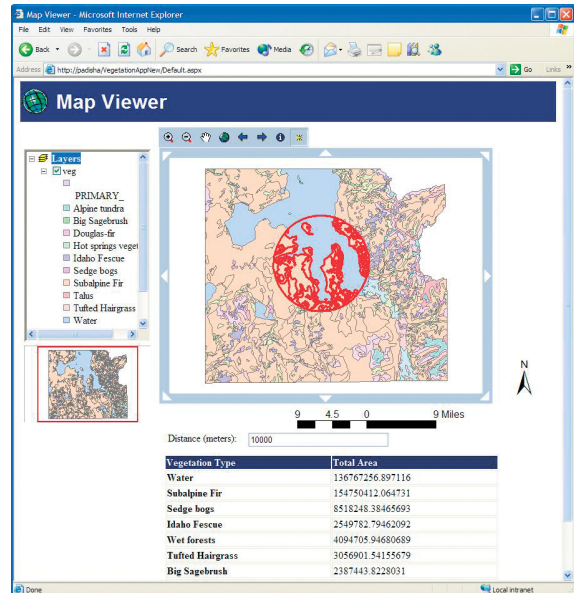 Map Viewer - Microsoft Internet Explorer
File Edit View Favorites Tools Help
Back Search Favorites Media
Address http://padisha/VegetationAppNew/Default.aspx Go Links »
Map Viewer
Layers
veg
PRIMARY_
Alpine tundra
Big Sagebrush
Douglas-fir
Hot springs veget
Idaho Fescue
Sedge bogs
Subalpine Fir
Talus
Tufted Hairgrass
Water
N
9 4.5 0 9 Miles
Distance (meters): 10000
Vegetation Type Total Area
Water 136767256.897116
Subalpine Fir 154750412.064731
Sedge bogs 8518248.38465693
Idaho Fescue 2549782.79462092
Wet forests 4094705.94680689
Tufted Hairgrass 3056901.54155679
Big Sagebrush 2387443.8228031
Done Local intranet